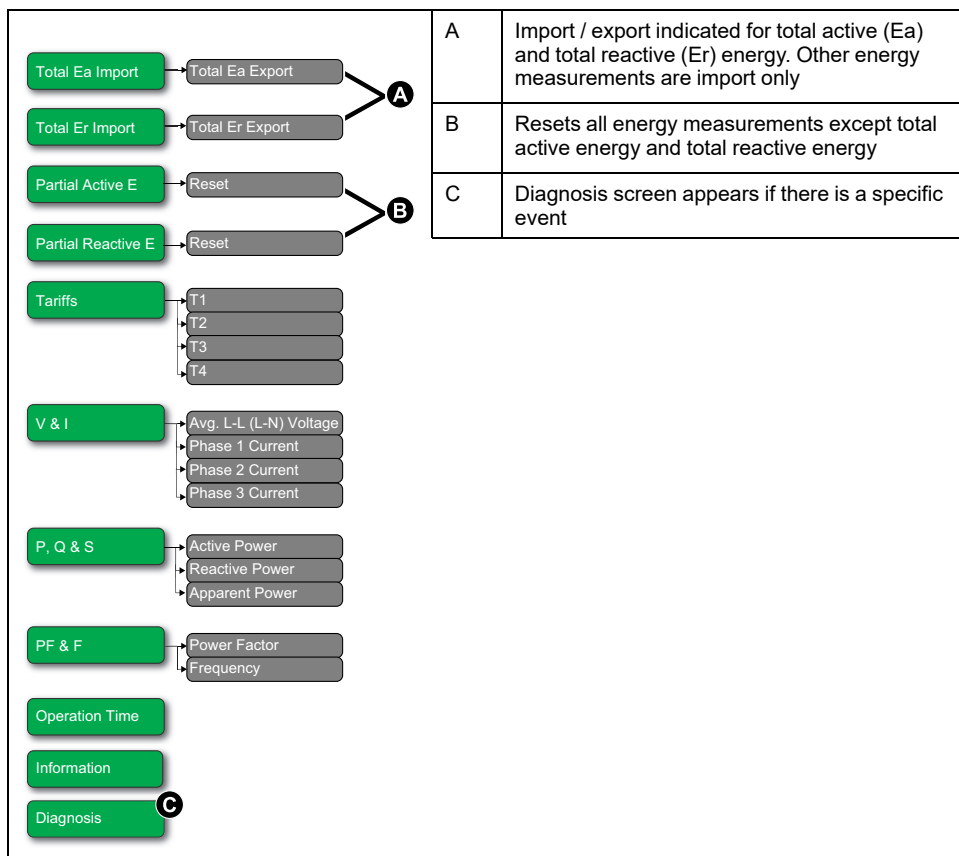 Total Ea Import
Total Ea Export
A
Total Er Import
Total Er Export
Partial Active E
Reset
B
Partial Reactive E
Reset
Tariffs
T1
T2
T3
T4
V & I
Avg. L-L (L-N) Voltage
Phase 1 Current
Phase 2 Current
Phase 3 Current
P, Q & S
Active Power
Reactive Power
Apparent Power
PF & F
Power Factor
Frequency
Operation Time
Information
Diagnosis
C
A
Import / export indicated for total active (Ea)
and total reactive (Er) energy. Other energy
measurements are import only
B
Resets all energy measurements except total
active energy and total reactive energy
C
Diagnosis screen appears if there is a specific
event